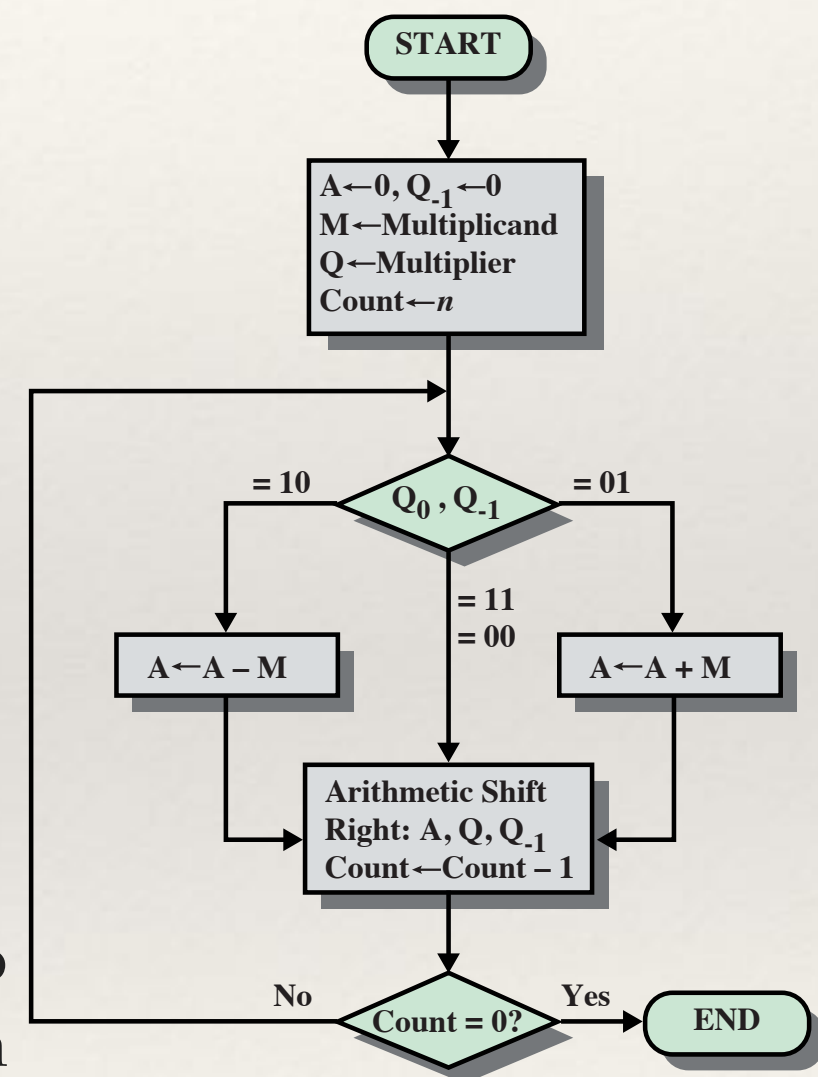 START
A←0, Q-1←0
M←Multiplicand
Q←Multiplier
Count←n
= 10
Q0 , Q-1
= 01
= 11
= 00
A←A – M
A←A + M
Arithmetic Shift
Right: A, Q, Q-1
Count←Count – 1
No
Count = 0?
Yes
END